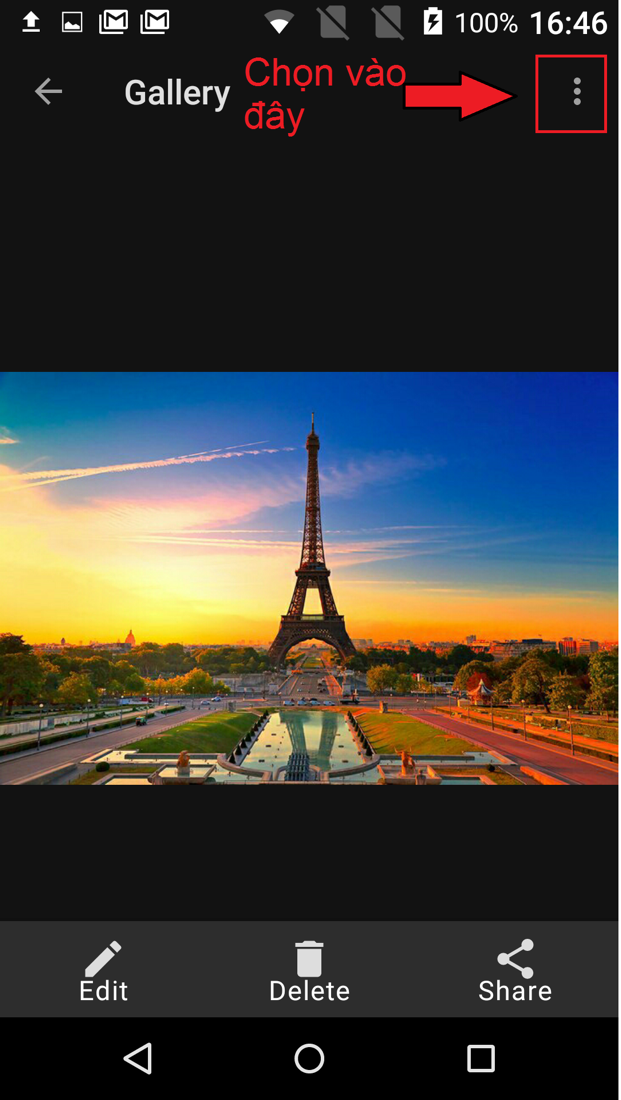 100% 16:46
Gallery
Chọn vào
đây
Edit Delete Share